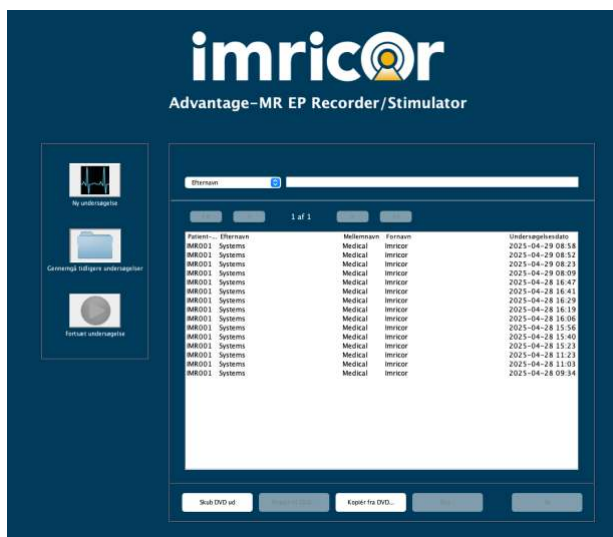 imricor
Advantage-MR EP Recorder/Stimulator
Ny undersøgelse
Gennemgå tidligere undersøgelser
Fortsæt undersøgelse
Efternavn
1 af 1
Patient-... Efternavn Mellemnavn Fornavn Undersøgelsesdato
IMR001 Systems Medical Imricor 2025-04-29 08:58
IMR001 Systems Medical Imricor 2025-04-29 08:52
IMR001 Systems Medical Imricor 2025-04-29 08:23
IMR001 Systems Medical Imricor 2025-04-29 08:09
IMR001 Systems Medical Imricor 2025-04-28 16:47
IMR001 Systems Medical Imricor 2025-04-28 16:41
IMR001 Systems Medical Imricor 2025-04-28 16:29
IMR001 Systems Medical Imricor 2025-04-28 16:19
IMR001 Systems Medical Imricor 2025-04-28 16:06
IMR001 Systems Medical Imricor 2025-04-28 15:56
IMR001 Systems Medical Imricor 2025-04-28 15:40
IMR001 Systems Medical Imricor 2025-04-28 15:23
IMR001 Systems Medical Imricor 2025-04-28 11:23
IMR001 Systems Medical Imricor 2025-04-28 11:03
IMR001 Systems Medical Imricor 2025-04-28 09:34
Skub DVD ud Kopiér fra DVD...